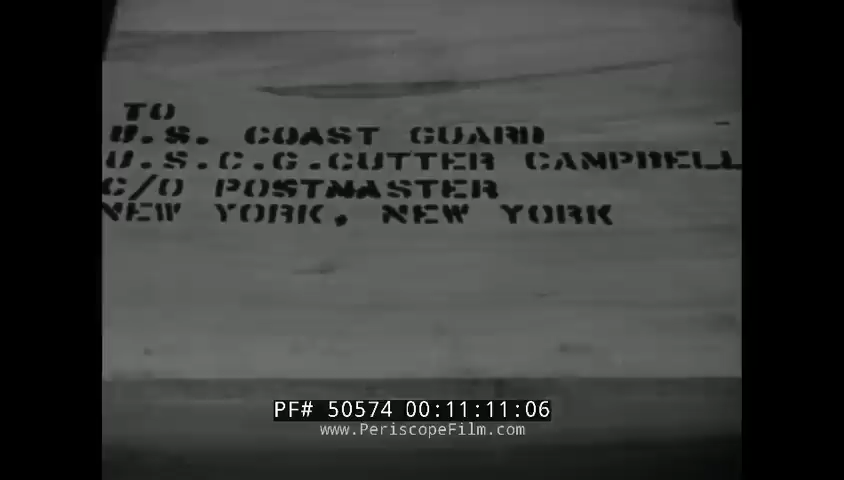 TO
U.S. COAST GUARD
U.S.C.G.CUTTER CAMPBELL
C/O POSTMASTER
NEW YORK, NEW YORK
PF# 50574 00:11:11:06
www.PeriscopeFilm.com